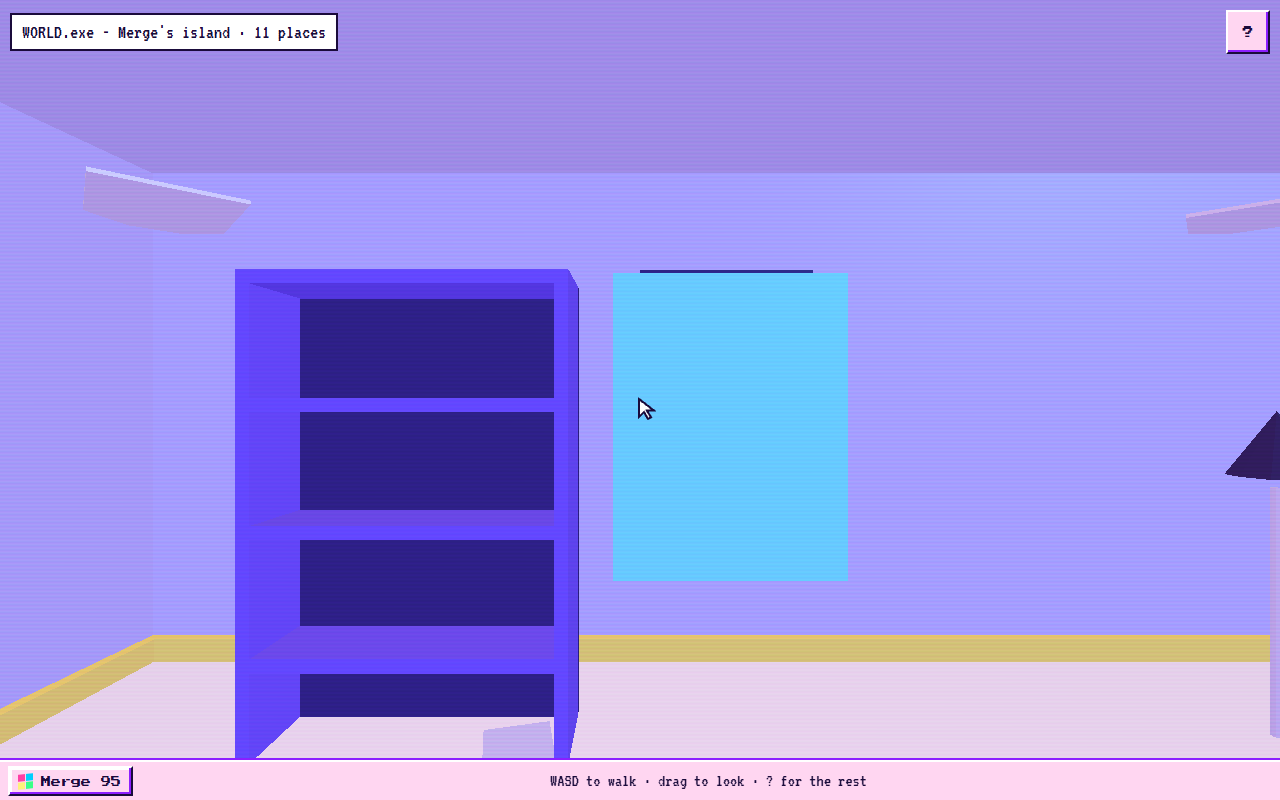 WORLD.exe - Merge's island · 11 places
?
Merge 95
WASD to walk · drag to look · ? for the rest